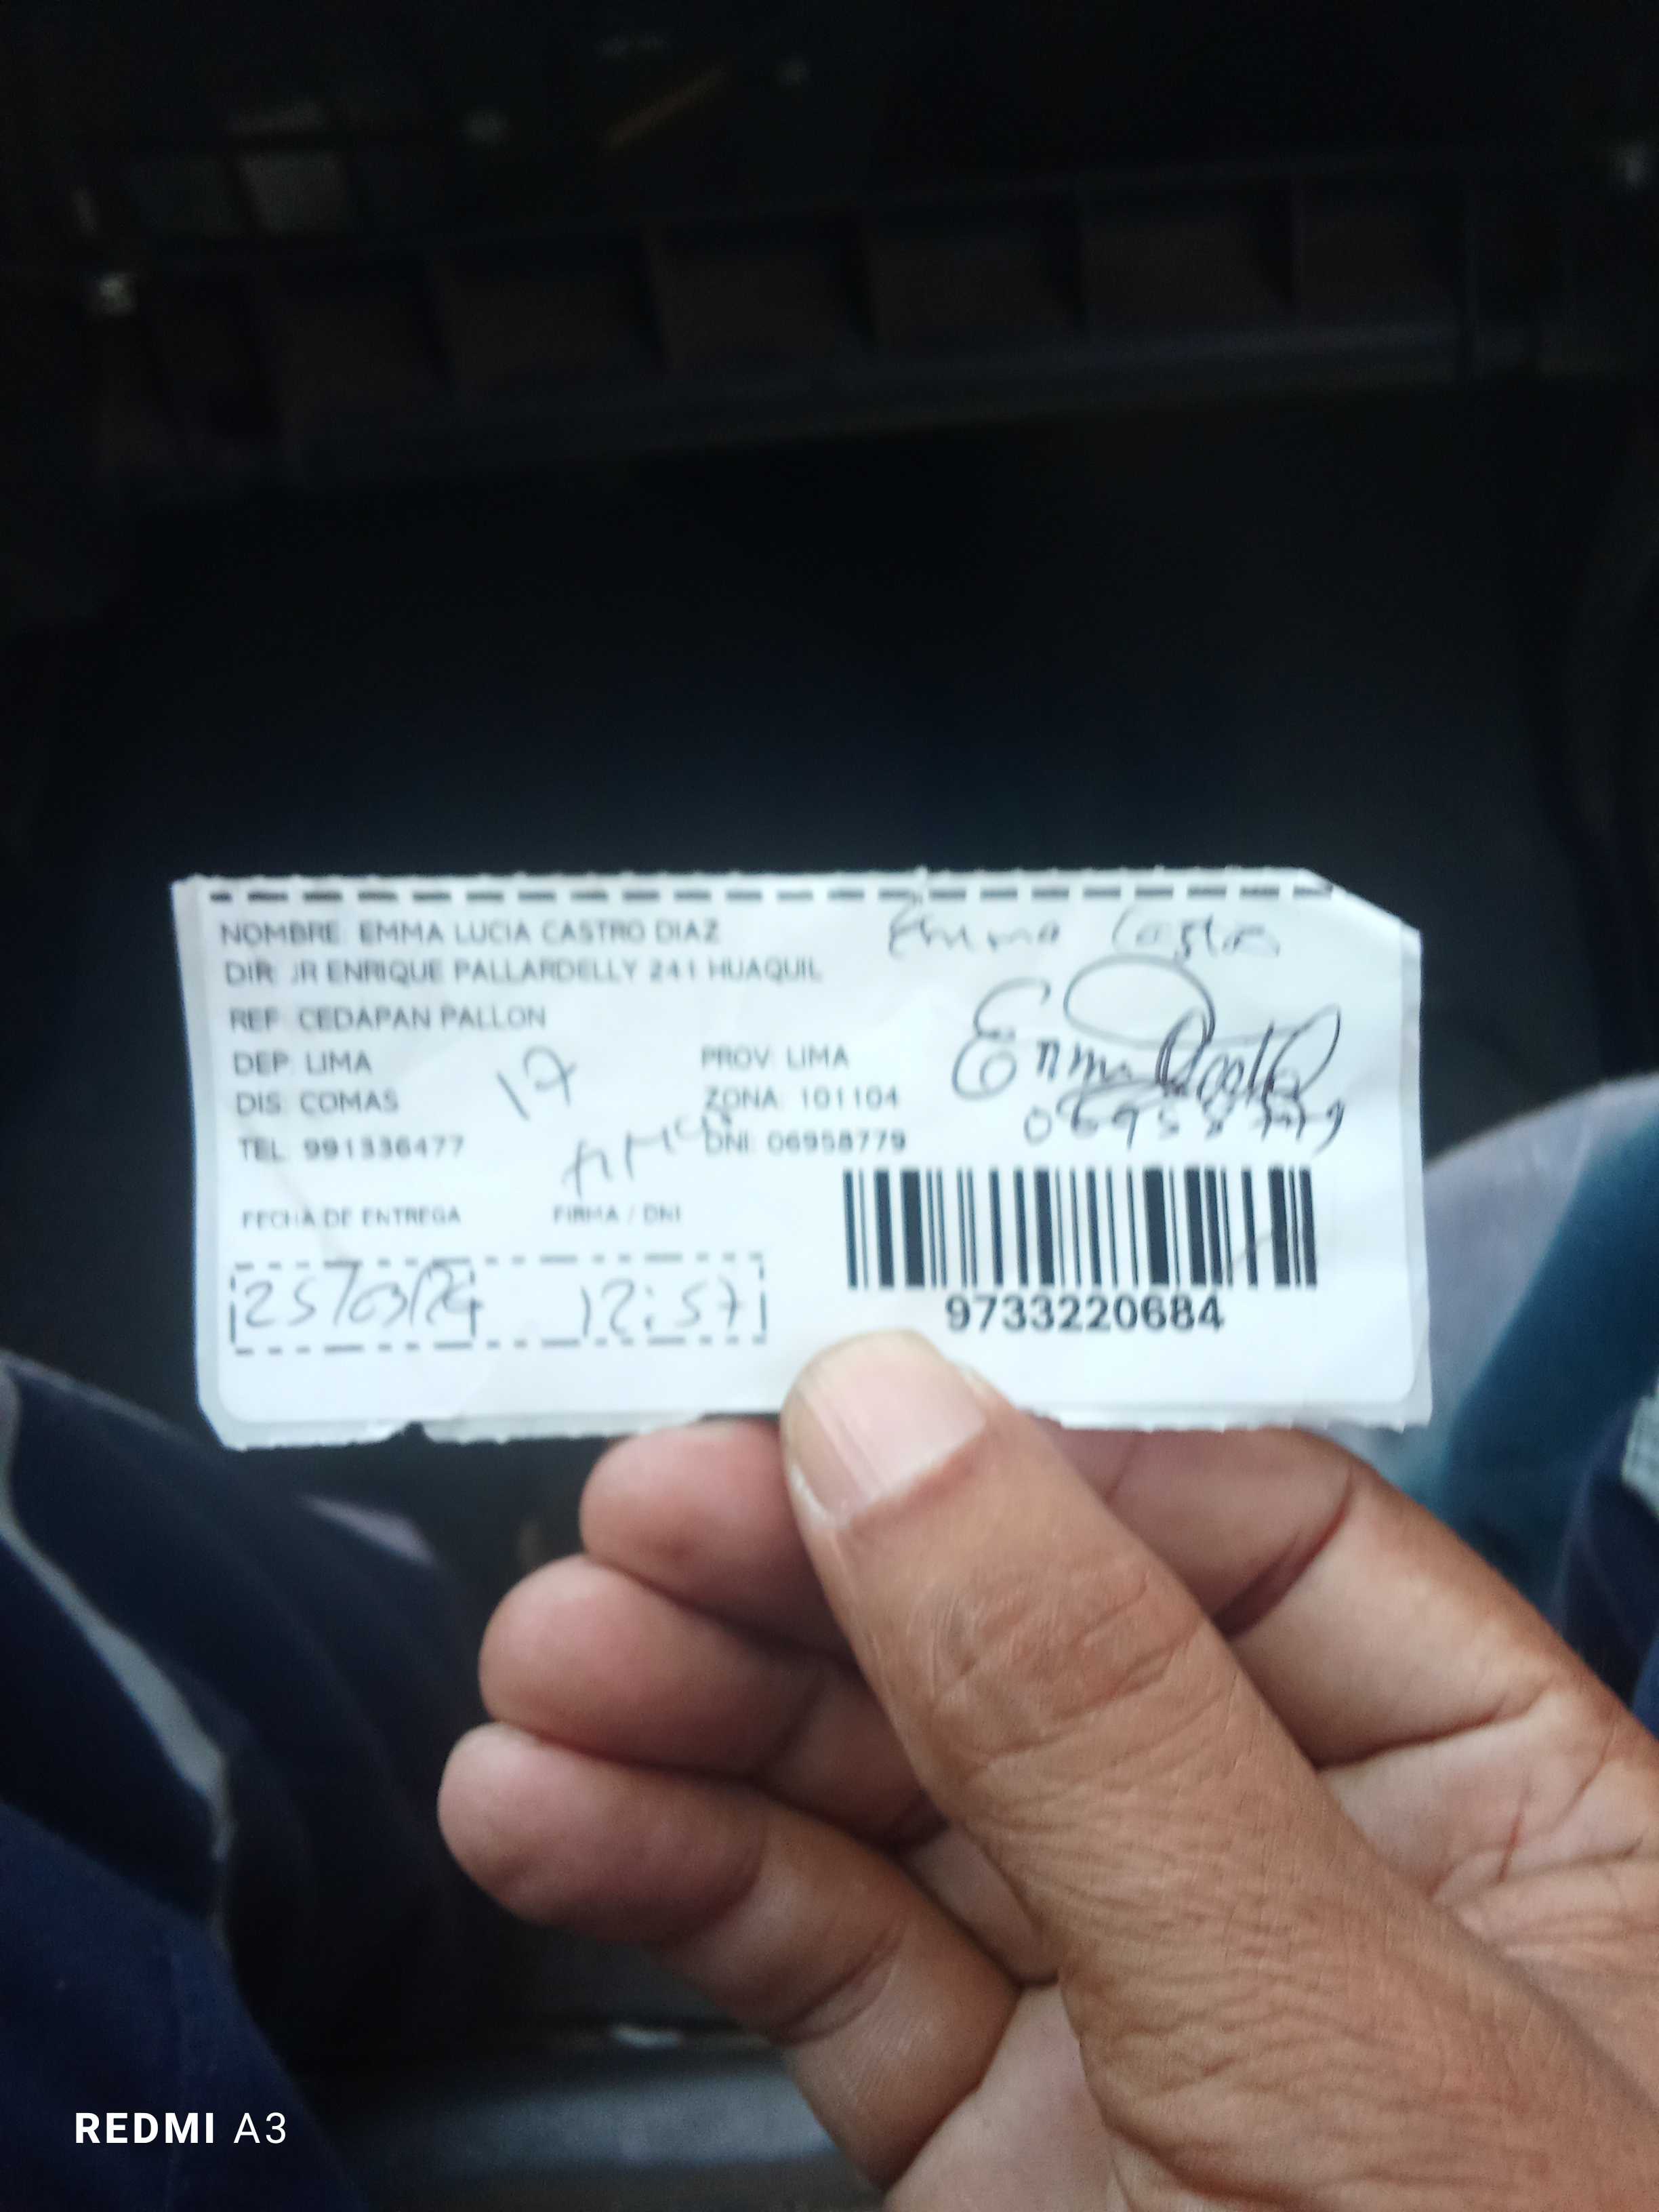 NOMBRE: EMMA LUCIA CASTRO DIAZ
Emma Castro
DIR: JR ENRIQUE PALLARDELLY 241 HUAQUIL
REF: CEDAPAN PALLON
DEP: LIMA
PROV: LIMA
Emma
DIS: COMAS
17
ZONA: 101104
06958779
TEL: 991336477
DNI: 06958779
FECHA DE ENTREGA
FIRMA / DNI
25/03/24
12:57
9733220684
REDMI A3